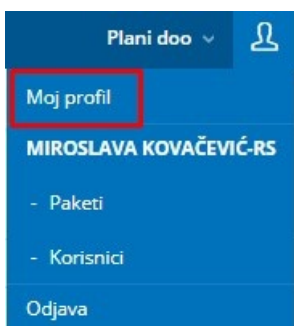 Plani doo
Moj profil
MIROSLAVA KOVAČEVIĆ-RS
- Paketi
- Korisnici
Odjava